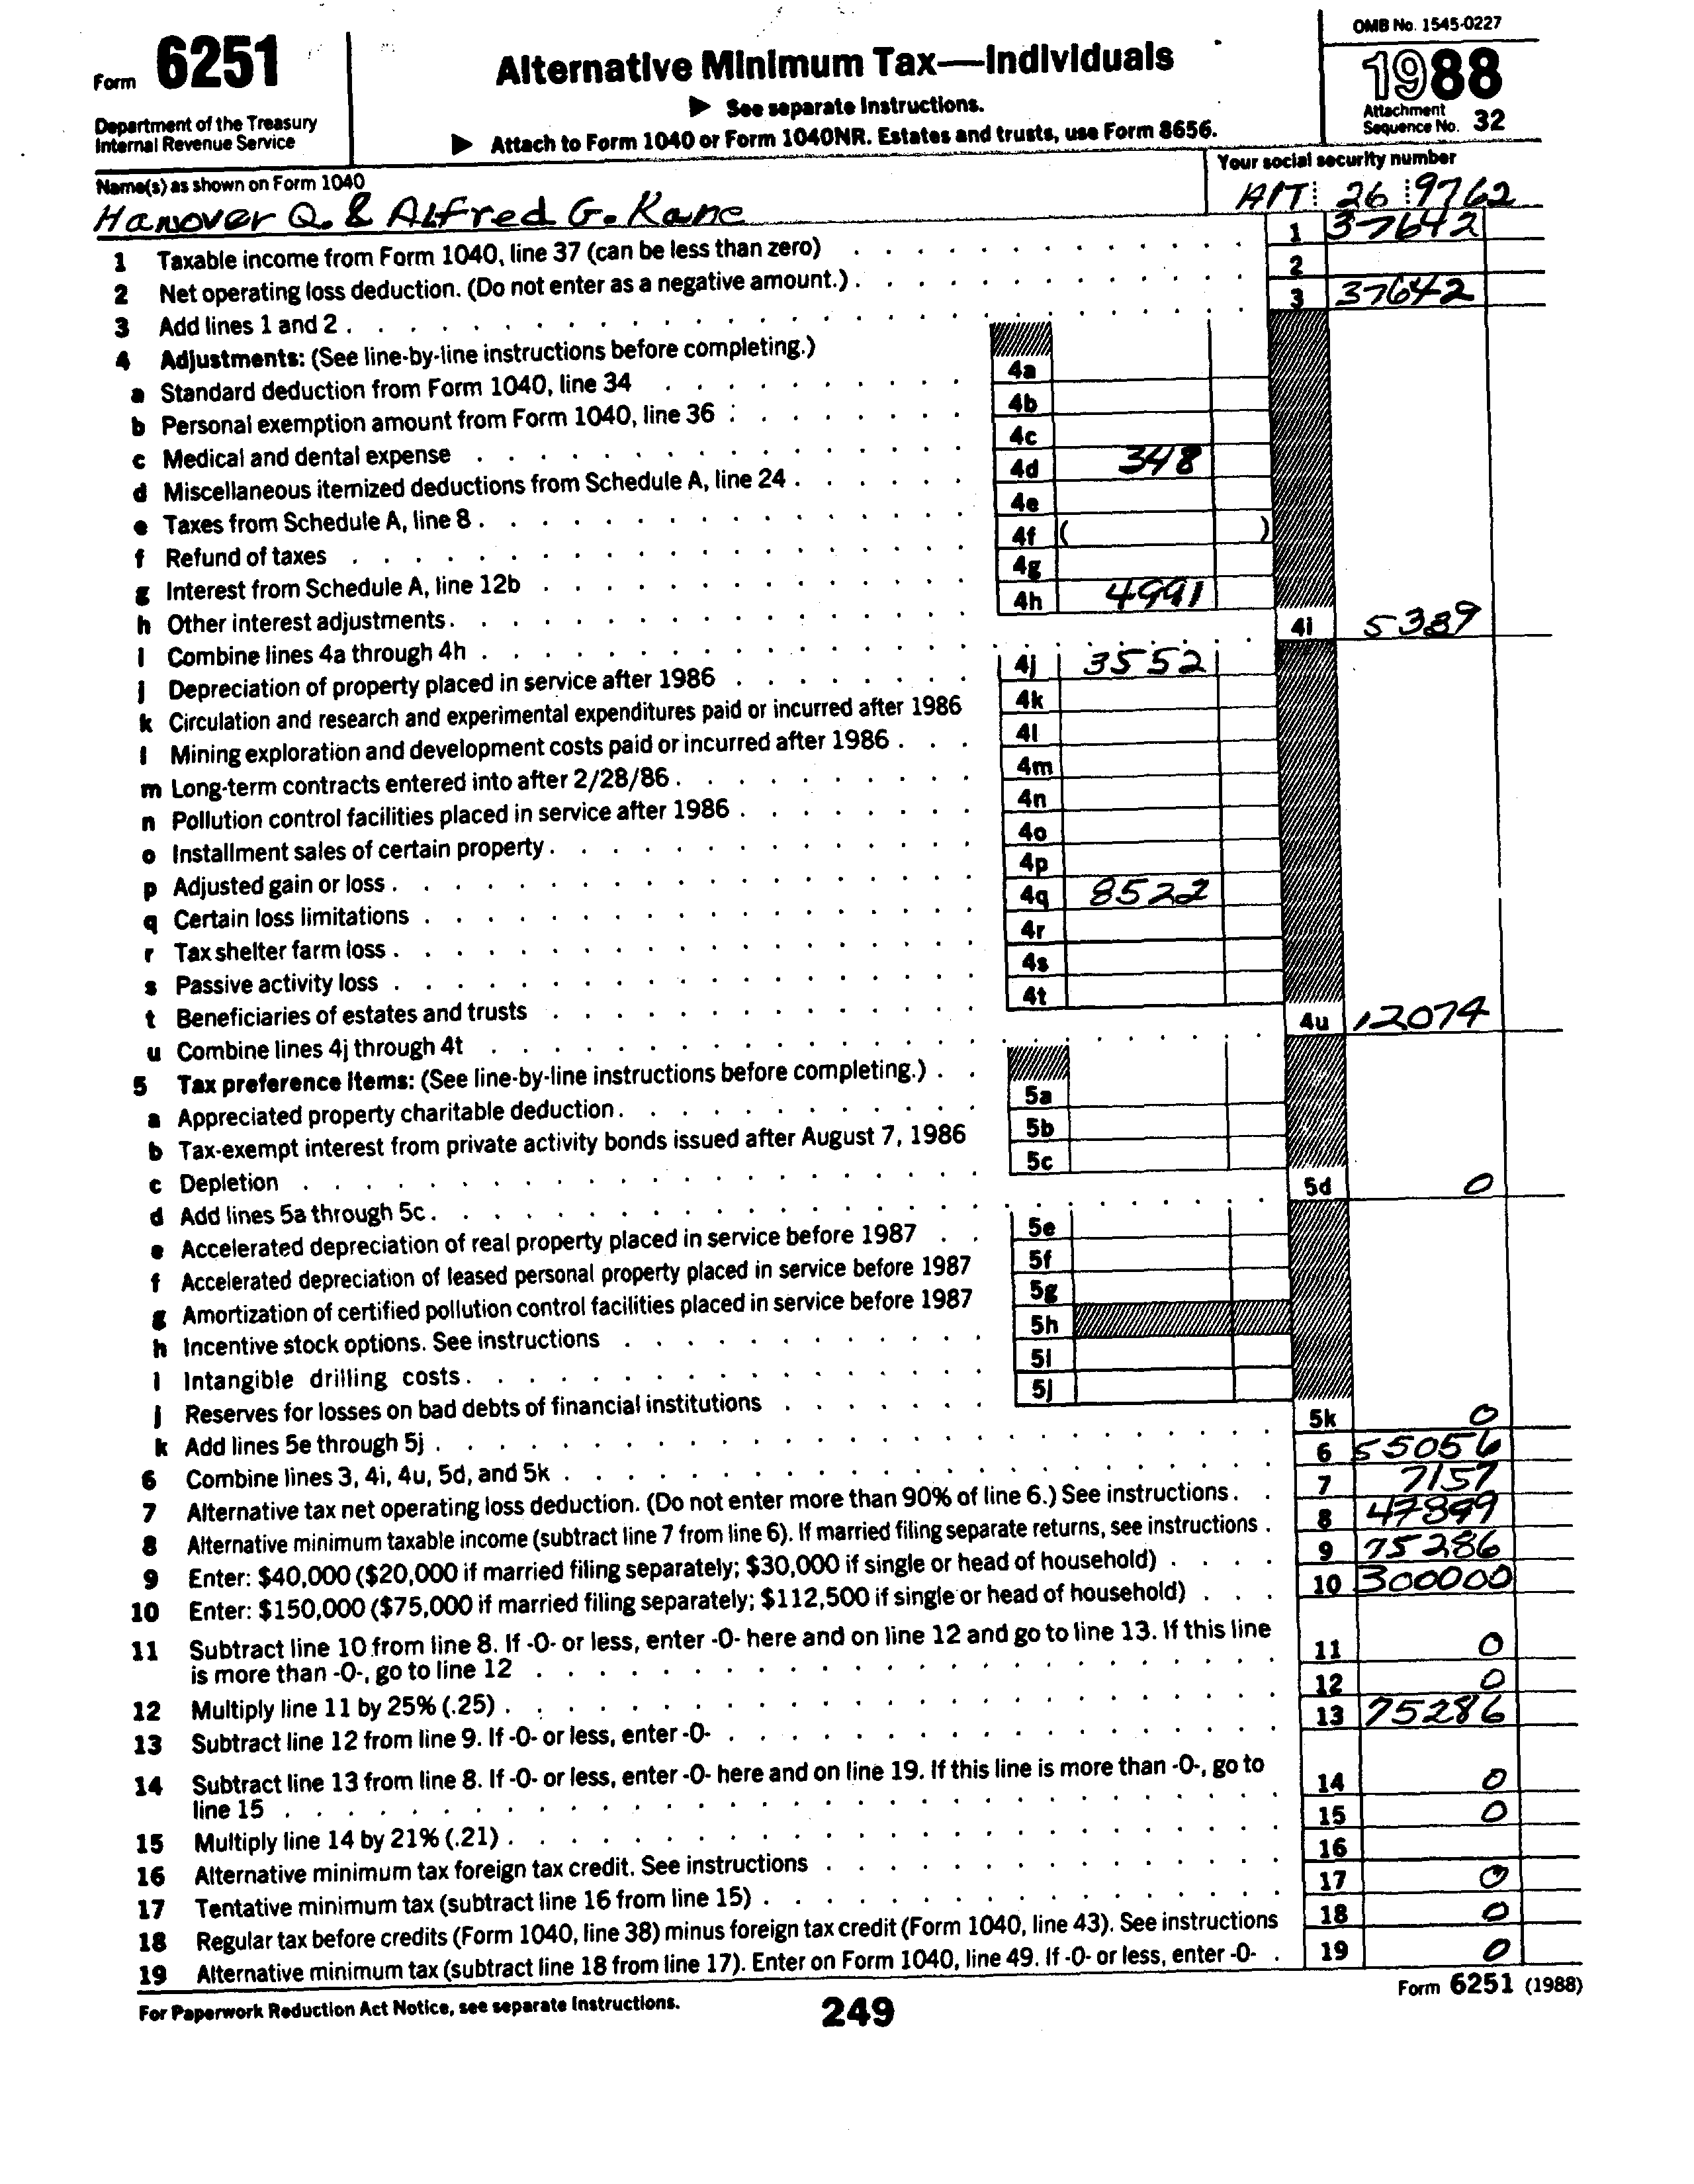 Form 6251
Department of the Treasury
Internal Revenue Service
Alternative Minimum Tax—Individuals
▶ See separate Instructions.
▶ Attach to Form 1040 or Form 1040NR. Estates and trusts, use Form 8656.
OMB No. 1545-0227
1988
Attachment
Sequence No. 32
Name(s) as shown on Form 1040
Hanover Q. & Alfred G. Kane
Your social security number
26 9762
1 Taxable income from Form 1040, line 37 (can be less than zero) 1 37642
2 Net operating loss deduction. (Do not enter as a negative amount.) 2
3 Add lines 1 and 2 3 37642
4 Adjustments: (See line-by-line instructions before completing.)
a Standard deduction from Form 1040, line 34 4a
b Personal exemption amount from Form 1040, line 36 4b
c Medical and dental expense 4c
d Miscellaneous itemized deductions from Schedule A, line 24 4d 348
e Taxes from Schedule A, line 8 4e
f Refund of taxes 4f ( )
g Interest from Schedule A, line 12b 4g
h Other interest adjustments 4h 4991
i Combine lines 4a through 4h 4i 5339
j Depreciation of property placed in service after 1986 4j 3552
k Circulation and research and experimental expenditures paid or incurred after 1986 4k
l Mining exploration and development costs paid or incurred after 1986 4l
m Long-term contracts entered into after 2/28/86 4m
n Pollution control facilities placed in service after 1986 4n
o Installment sales of certain property 4o
p Adjusted gain or loss 4p
q Certain loss limitations 4q 8522
r Tax shelter farm loss 4r
s Passive activity loss 4s
t Beneficiaries of estates and trusts 4t
u Combine lines 4j through 4t 4u 12074
5 Tax preference items: (See line-by-line instructions before completing.)
a Appreciated property charitable deduction 5a
b Tax-exempt interest from private activity bonds issued after August 7, 1986 5b
c Depletion 5c
d Add lines 5a through 5c 5d 0
e Accelerated depreciation of real property placed in service before 1987 5e
f Accelerated depreciation of leased personal property placed in service before 1987 5f
g Amortization of certified pollution control facilities placed in service before 1987 5g
h Incentive stock options. See instructions 5h
i Intangible drilling costs 5i
j Reserves for losses on bad debts of financial institutions 5j
k Add lines 5e through 5j 5k 0
6 Combine lines 3, 4i, 4u, 5d, and 5k 6 55056
7 Alternative tax net operating loss deduction. (Do not enter more than 90% of line 6.) See instructions 7 7157
8 Alternative minimum taxable income (subtract line 7 from line 6). If married filing separate returns, see instructions 8 47899
9 Enter: $40,000 ($20,000 if married filing separately; $30,000 if single or head of household) 9 75286
10 Enter: $150,000 ($75,000 if married filing separately; $112,500 if single or head of household) 10 300000
11 Subtract line 10 from line 8. If -0- or less, enter -0- here and on line 12 and go to line 13. If this line
is more than -0-, go to line 12 11 0
12 Multiply line 11 by 25% (.25) 12 0
13 Subtract line 12 from line 9. If -0- or less, enter -0- 13 75286
14 Subtract line 13 from line 8. If -0- or less, enter -0- here and on line 19. If this line is more than -0-, go to
line 15 14 0
15 Multiply line 14 by 21% (.21) 15 0
16 Alternative minimum tax foreign tax credit. See instructions 16
17 Tentative minimum tax (subtract line 16 from line 15) 17 0
18 Regular tax before credits (Form 1040, line 38) minus foreign tax credit (Form 1040, line 43). See instructions 18 0
19 Alternative minimum tax (subtract line 18 from line 17). Enter on Form 1040, line 49. If -0- or less, enter -0- 19 0
For Paperwork Reduction Act Notice, see separate Instructions.
249
Form 6251 (1988)